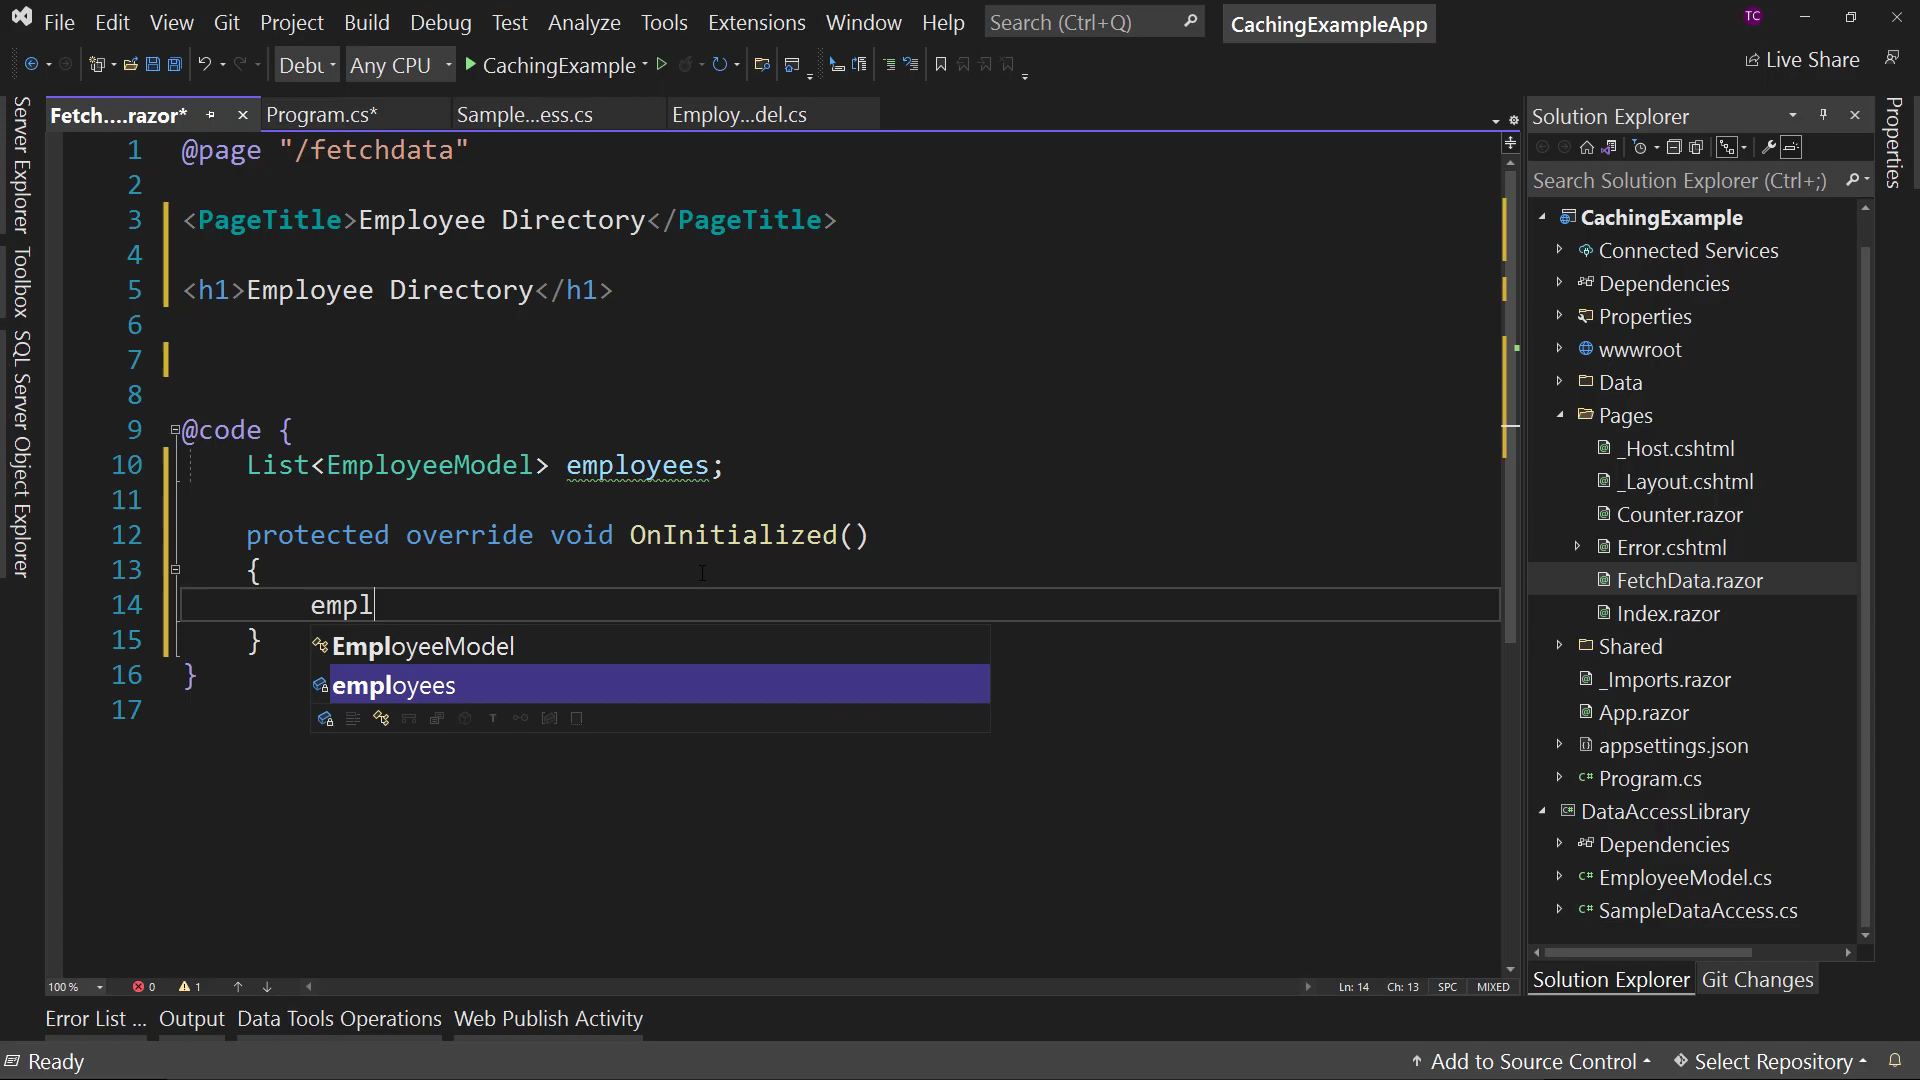 File Edit View Git Project Build Debug Test Analyze Tools Extensions Window Help Search (Ctrl+Q) CachingExampleApp TC
Debu Any CPU CachingExample Live Share
Fetch....razor* Program.cs* Sample...ess.cs Employ...del.cs
Server Explorer
Toolbox
SQL Server Object Explorer
1 @page "/fetchdata"
2
3 <PageTitle>Employee Directory</PageTitle>
4
5 <h1>Employee Directory</h1>
6
7
8
9 @code {
10 List<EmployeeModel> employees;
11
12 protected override void OnInitialized()
13 {
14 empl
EmployeeModel
employees
15 }
16 }
17
100 % 0 1 Ln: 14 Ch: 13 SPC MIXED
Solution Explorer
Search Solution Explorer (Ctrl+;)
CachingExample
Connected Services
Dependencies
Properties
wwwroot
Data
Pages
_Host.cshtml
_Layout.cshtml
Counter.razor
Error.cshtml
FetchData.razor
Index.razor
Shared
_Imports.razor
App.razor
appsettings.json
Program.cs
DataAccessLibrary
Dependencies
EmployeeModel.cs
SampleDataAccess.cs
Solution Explorer Git Changes
Properties
Error List ... Output Data Tools Operations Web Publish Activity
Ready Add to Source Control Select Repository